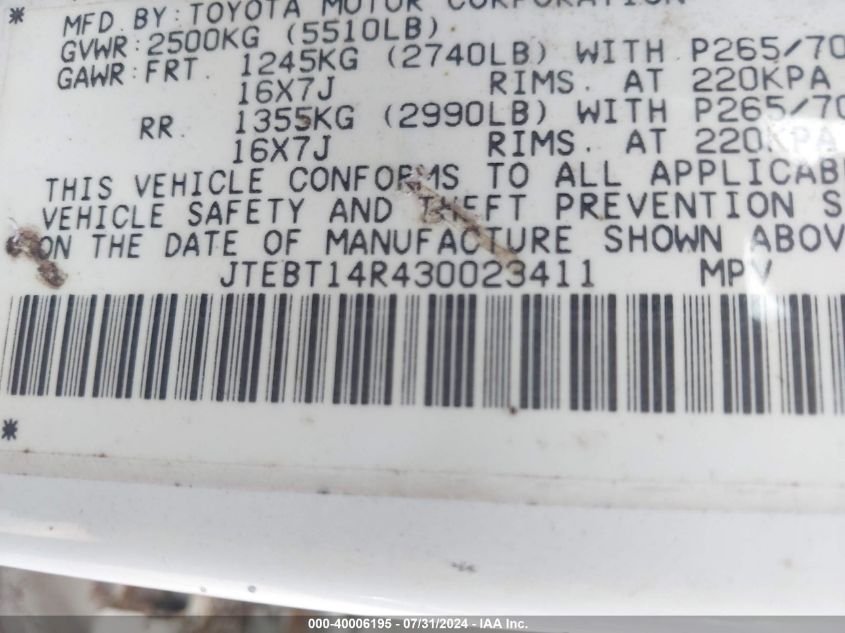 * MFD BY: TOYOTA MOTOR CORPORATION
GVWR: 2500KG (5510LB)
GAWR: FRT. 1245KG (2740LB) WITH P265/70
16X7J RIMS. AT 220KPA
RR. 1355KG (2990LB) WITH P265/70
16X7J RIMS. AT 220KPA
THIS VEHICLE CONFORMS TO ALL APPLICAB
VEHICLE SAFETY AND THEFT PREVENTION S
ON THE DATE OF MANUFACTURE SHOWN ABOV
JTEBT14R430023411 MPV
*
000-40006195 - 07/31/2024 - IAA Inc.